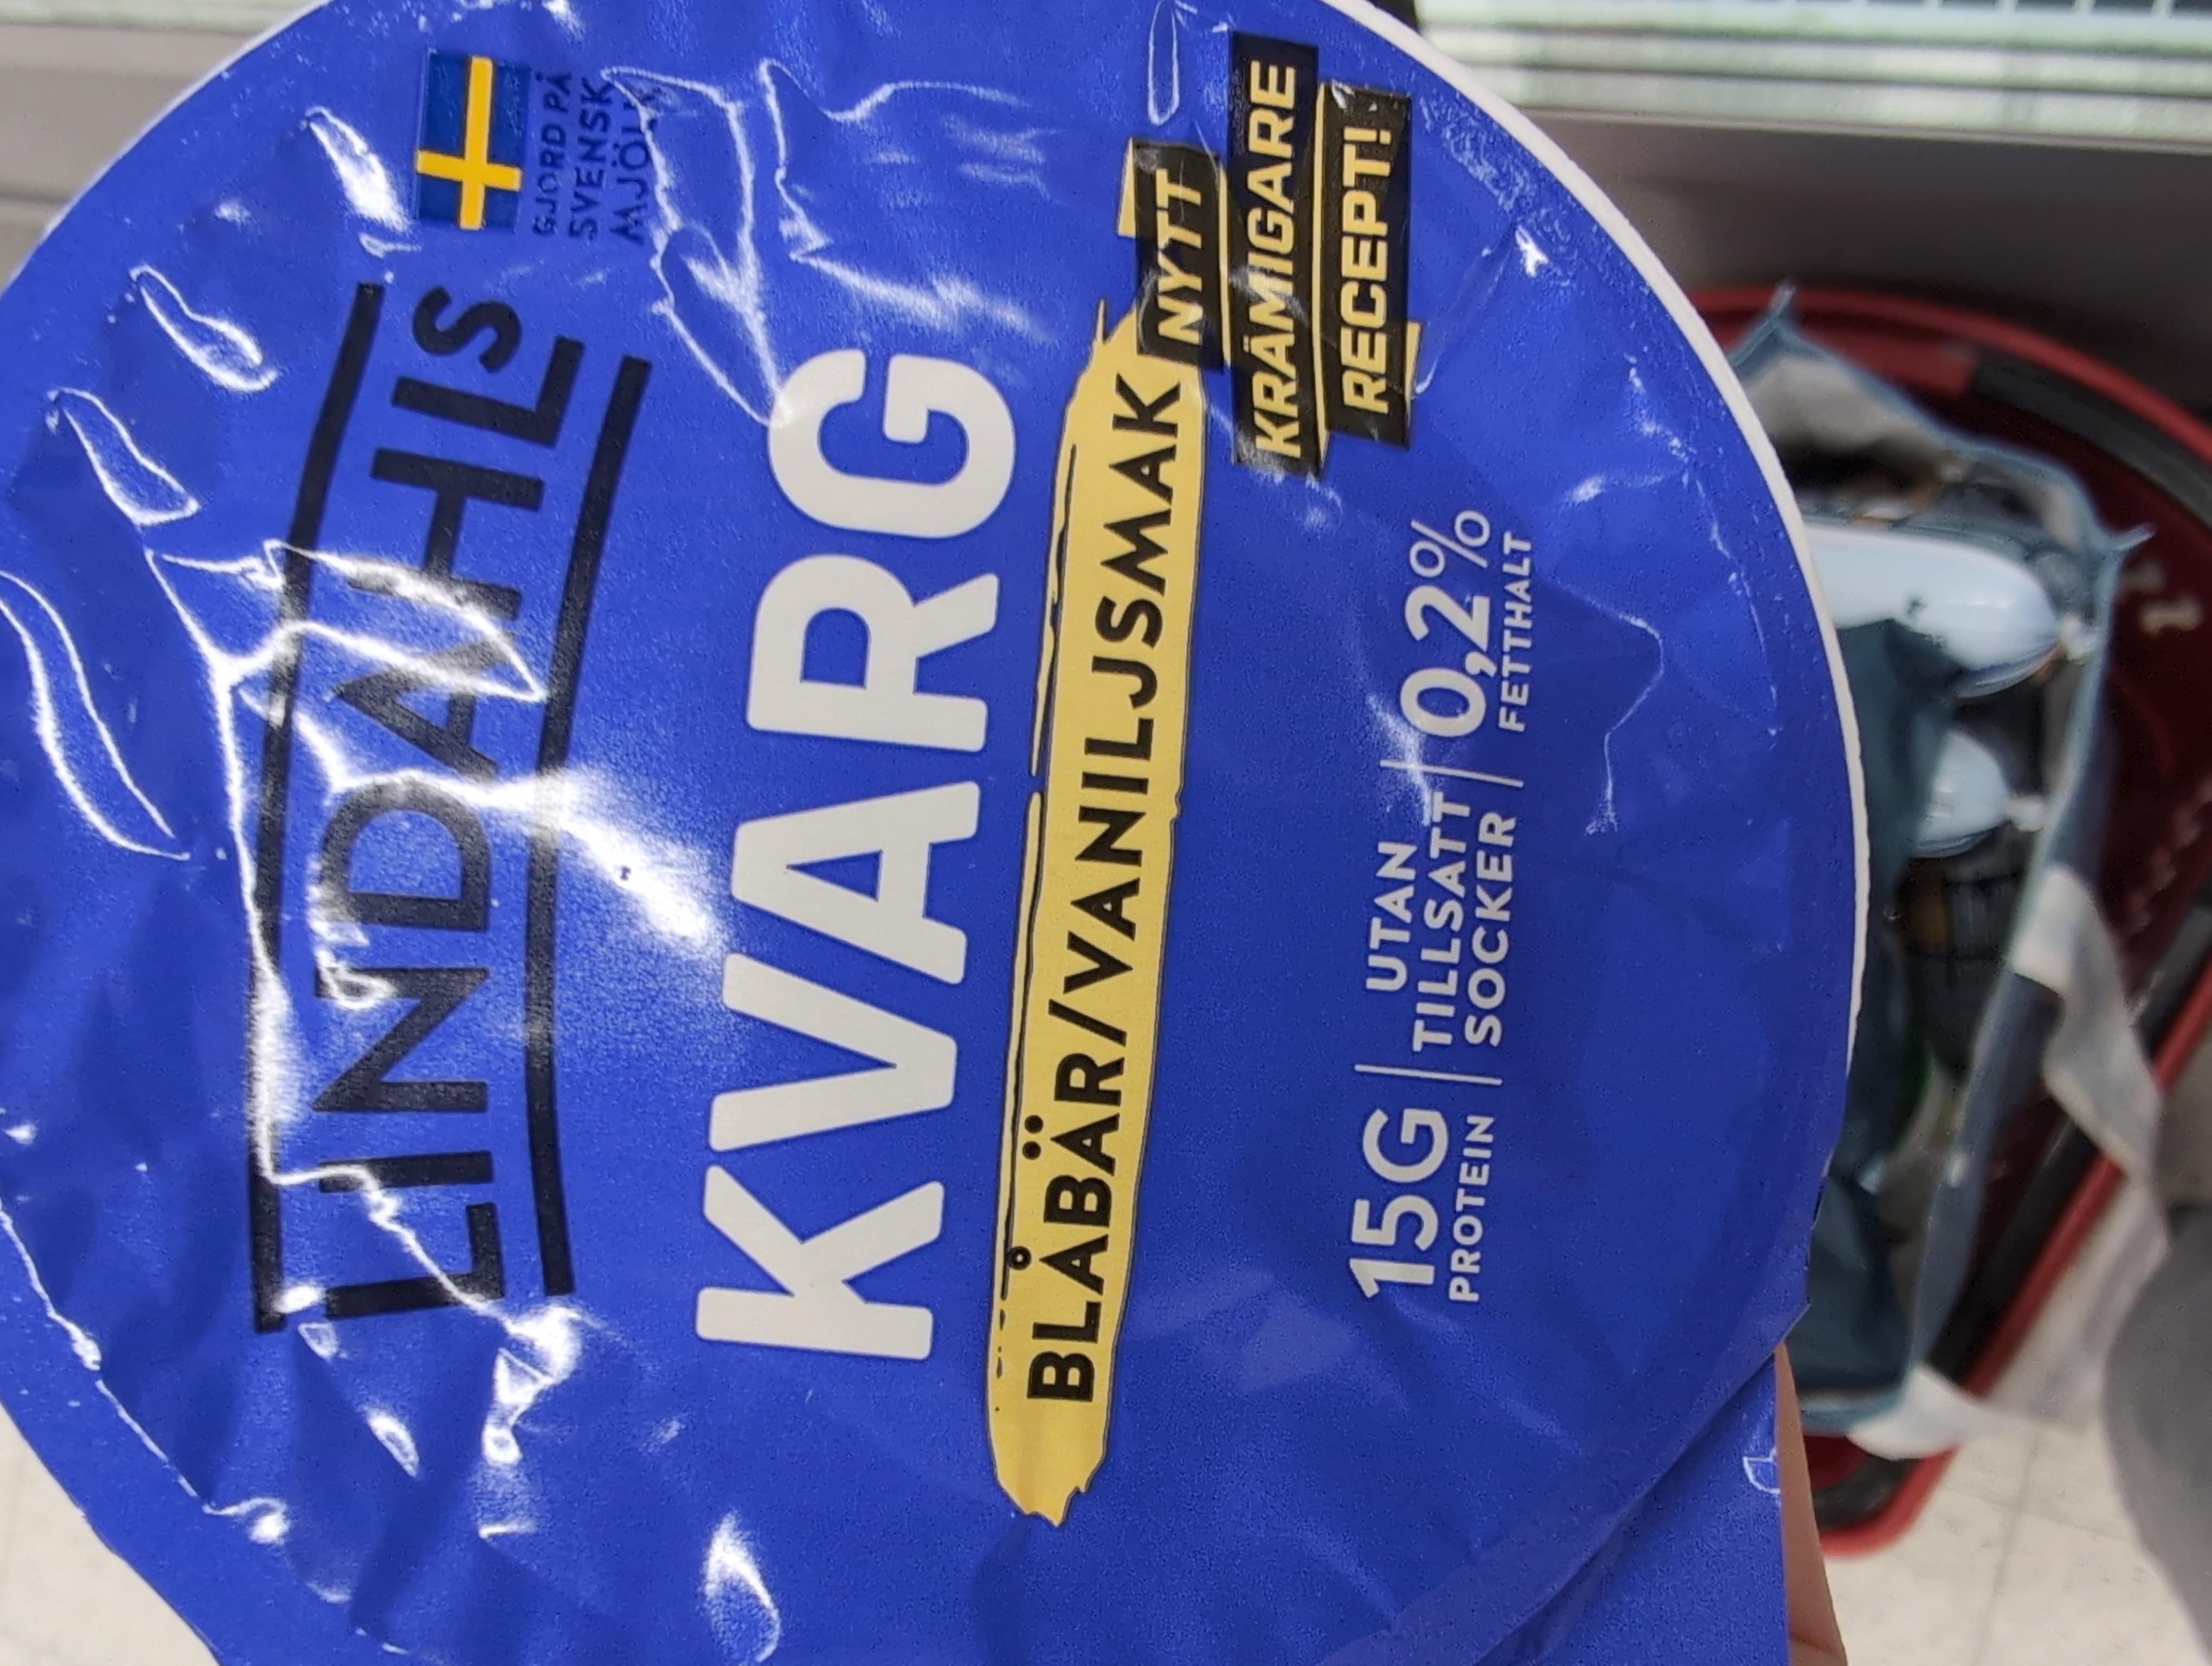 LINDAHLS
GJORD PÅ
SVENSK
MJÖLK
KVARG
BLÅBÄR/VANILJSMAK
NYTT
KRÄMIGARE
RECEPT!
15G
PROTEIN
UTAN
TILLSATT
SOCKER
0,2%
FETTHALT